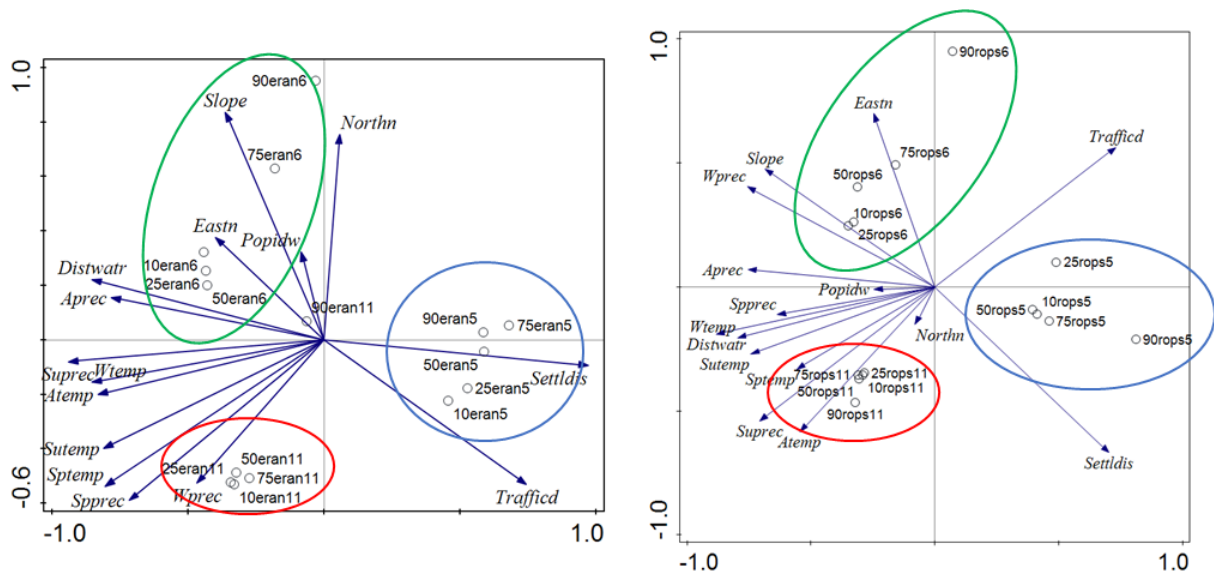 1.0
90eran6
Slope
Northn
75eran6
Eastn
Popidw
Distwatr
10eran6
25eran6
50eran6
Aprec
90eran11
90eran5
75eran5
50eran5
Settldis
Suprec
Wtemp
Atemp
25eran5
10eran5
Sutemp
Sptemp
Spprec
25eran11
50eran11
75eran11
10eran11
Wprec
Trafficd
-0.6
-1.0
1.0
1.0
90rops6
Eastn
Trafficd
75rops6
Slope
Wprec
50rops6
10rops6
25rops6
Aprec
25rops5
Popidw
Spprec
50rops5
10rops5
75rops5
Wtemp
Northn
Distwatr
90rops5
Sutemp
Sptemp
75rops11
25rops11
50rops11
10rops11
90rops11
Suprec
Atemp
Settldis
-1.0
-1.0
1.0